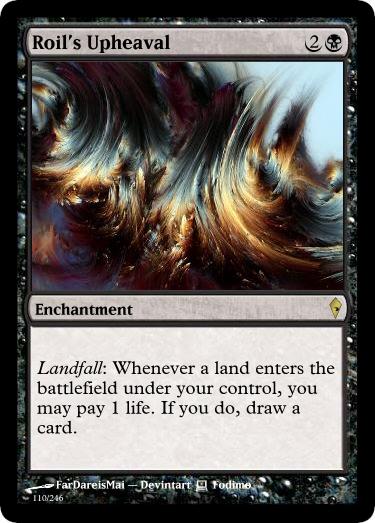 Roil's Upheaval 2
Enchantment
Landfall: Whenever a land enters the
battlefield under your control, you
may pay 1 life. If you do, draw a
card.
FarDareisMai — Devintart Fodimo
110/246